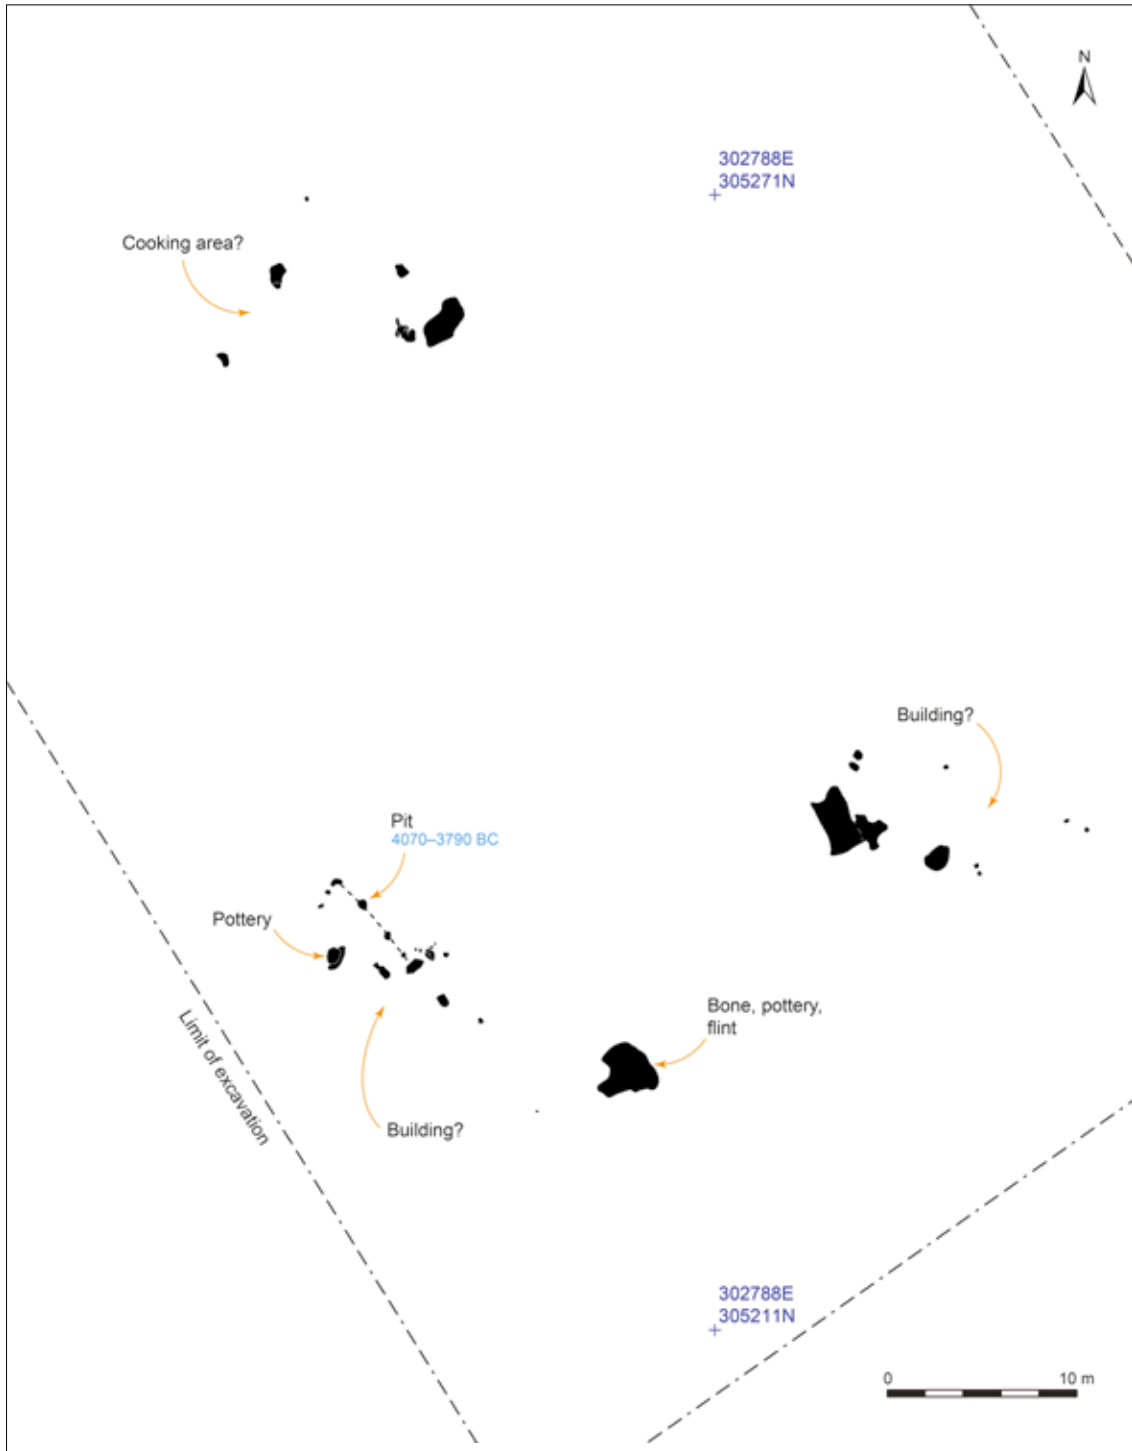 N
302788E
305271N
Cooking area?
Building?
Pit
4070–3790 BC
Pottery
Bone, pottery,
flint
Limit of excavation
Building?
302788E
305211N
0 10 m